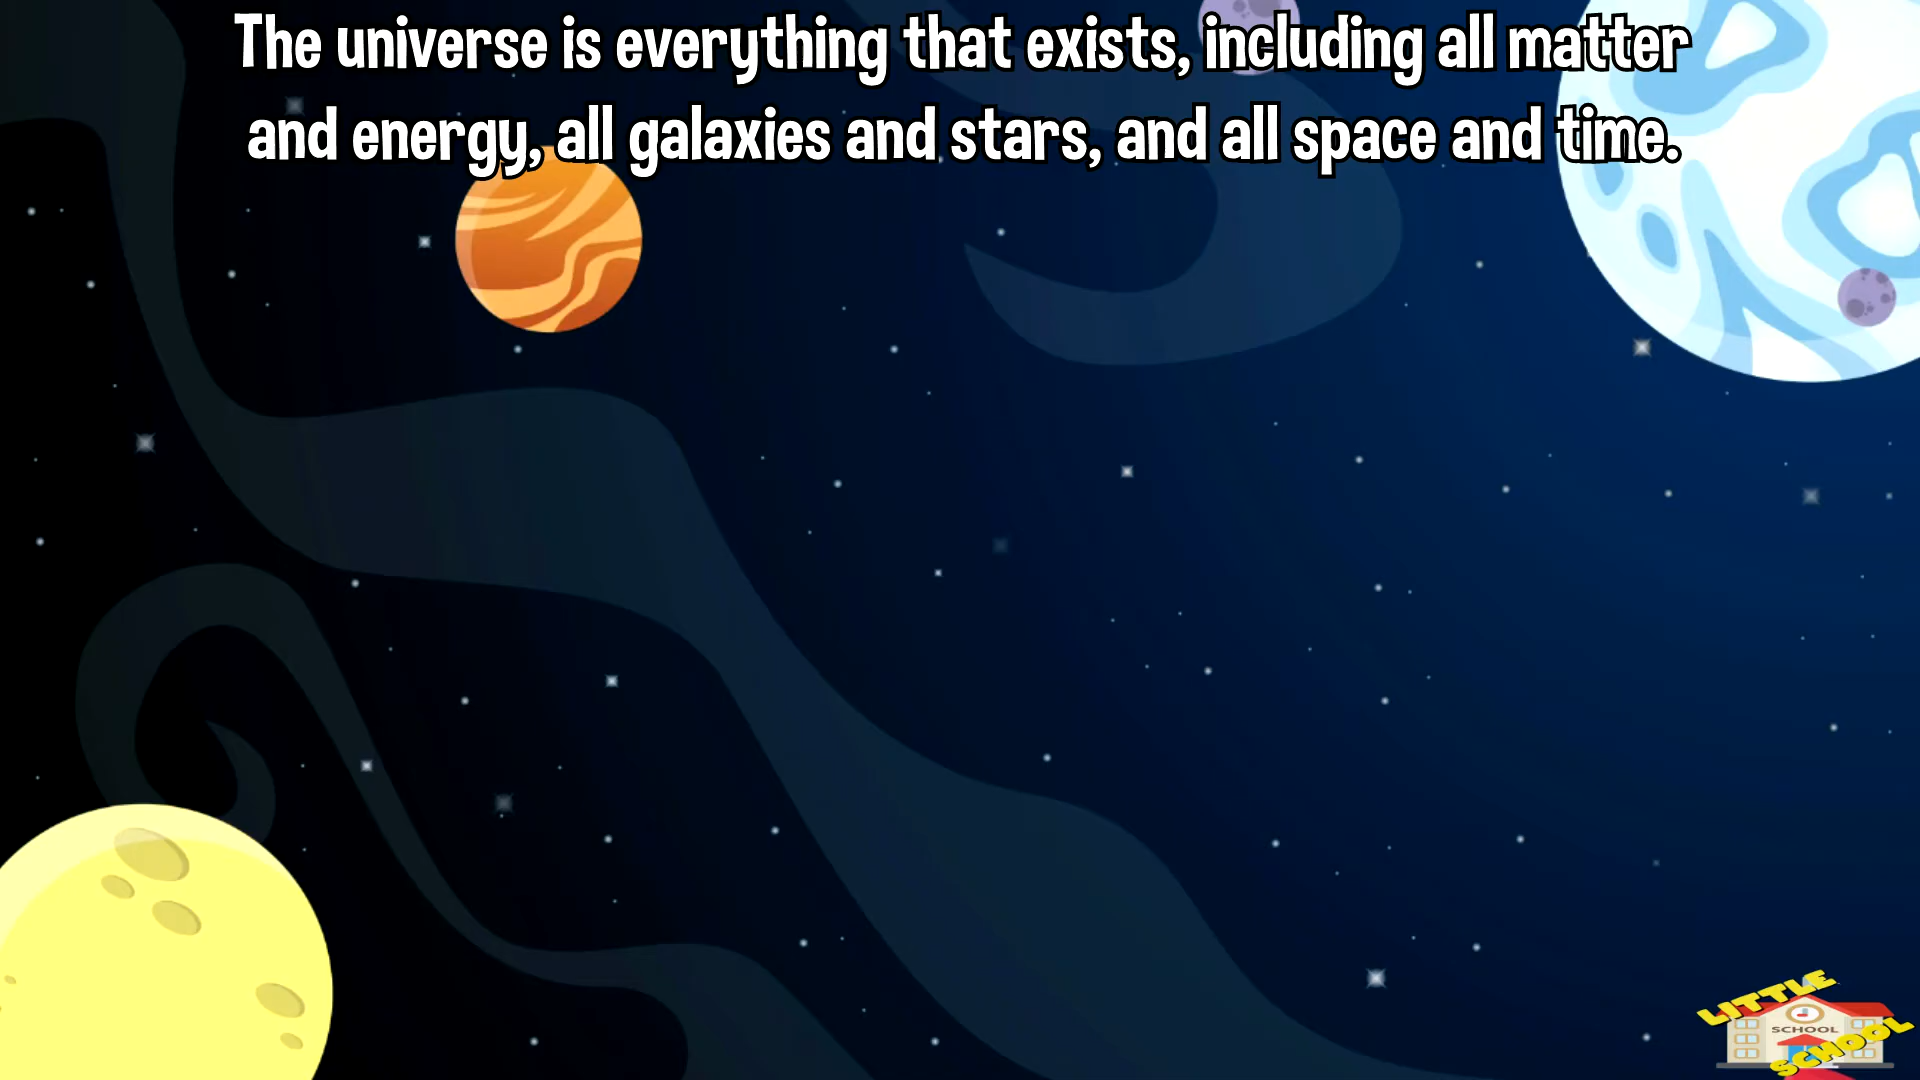 The universe is everything that exists, including all matter
and energy, all galaxies and stars, and all space and time.
LITTLE
SCHOOL
SCHOOL